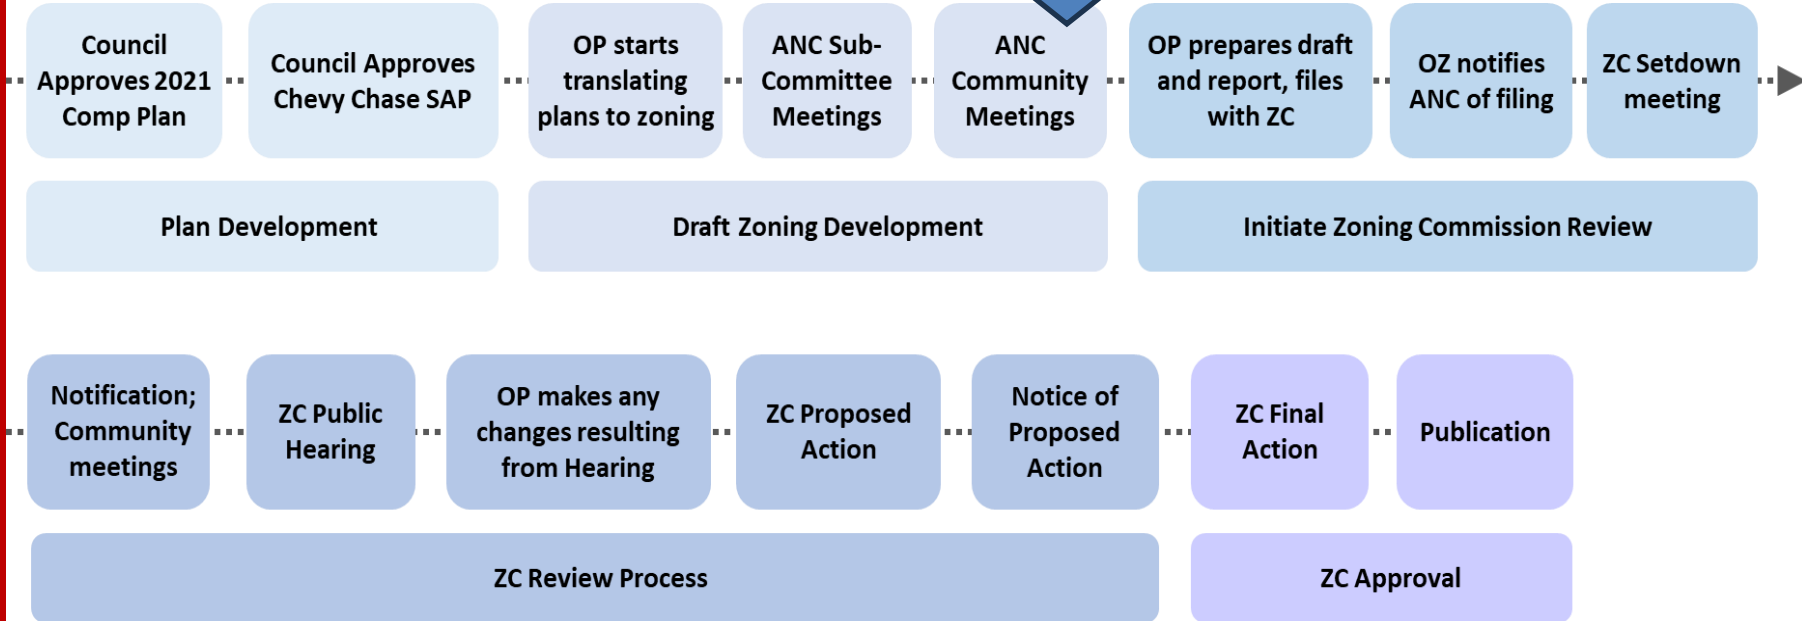 Council
Approves 2021
Comp Plan
Council Approves
Chevy Chase SAP
OP starts
translating
plans to zoning
ANC Sub-
Committee
Meetings
ANC
Community
Meetings
OP prepares draft
and report, files
with ZC
OZ notifies
ANC of filing
ZC Setdown
meeting
Plan Development
Draft Zoning Development
Initiate Zoning Commission Review
Notification;
Community
meetings
ZC Public
Hearing
OP makes any
changes resulting
from Hearing
ZC Proposed
Action
Notice of
Proposed
Action
ZC Final
Action
Publication
ZC Review Process
ZC Approval